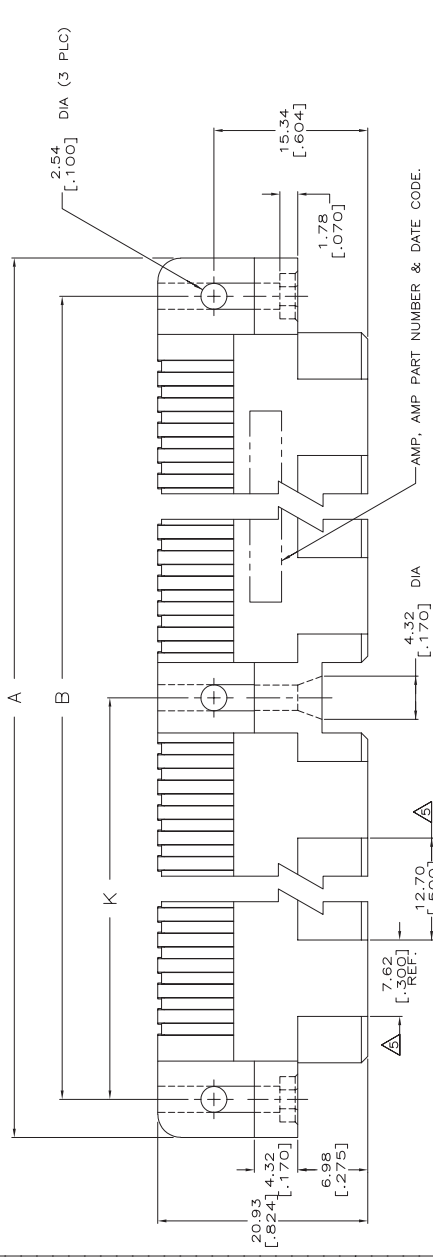 A
B
K
2.54
[.100]
DIA (3 PLC)
15.34
[.604]
1.78
[.070]
AMP, AMP PART NUMBER & DATE CODE.
4.32
[.170]
DIA
5
12.70
[.500]
7.62
[.300]
REF.
5
20.93
[.824]
4.32
[.170]
6.98
[.275]